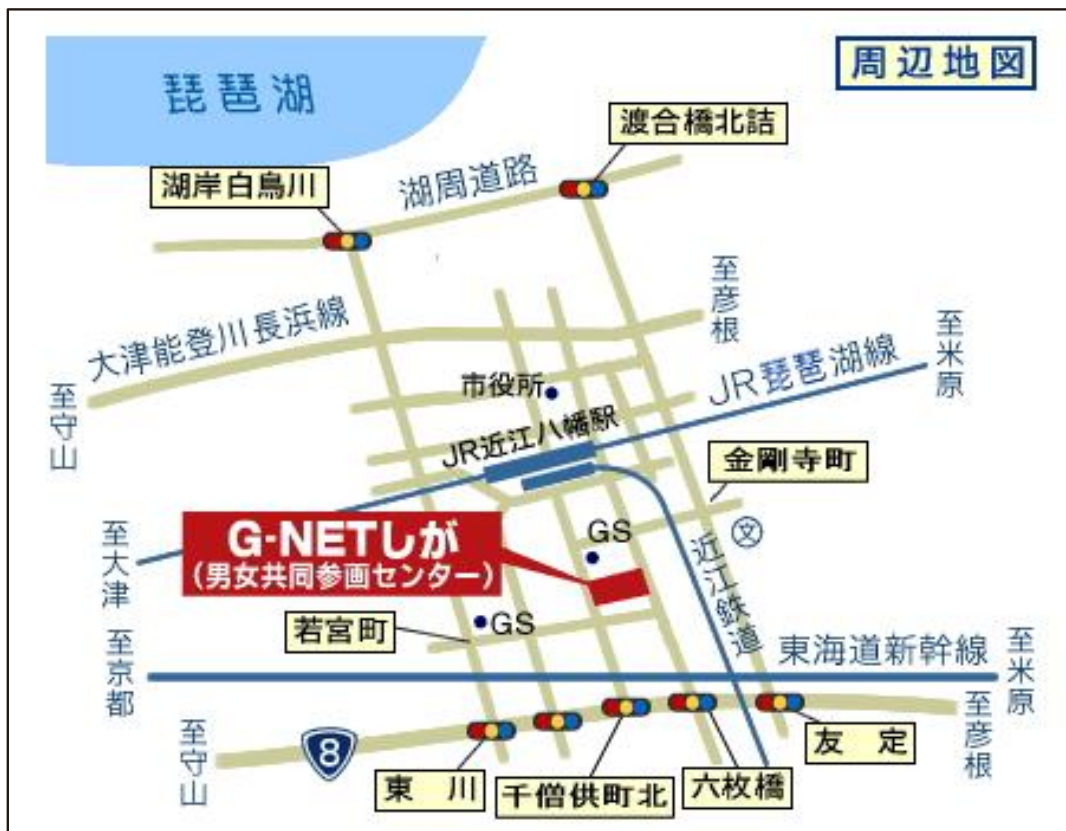 周辺地図
琵琶湖
渡合橋北詰
湖岸白鳥川
湖周道路
至彦根
大津能登川長浜線
至守山
至米原
JR琵琶湖線
市役所
JR近江八幡駅
金剛寺町
文
GS
G-NETしが
(男女共同参画センター)
至大津
近江鉄道
若宮町
GS
至京都
東海道新幹線
至米原
至守山
8
至彦根
東川
千僧供町北
六枚橋
友定